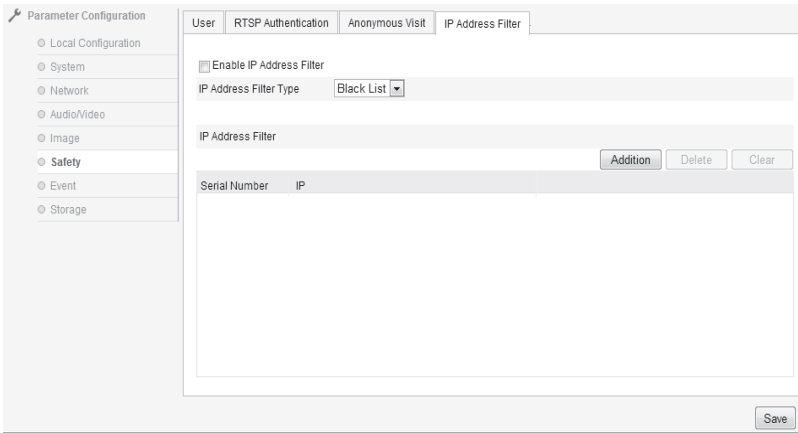 Parameter Configuration
Local Configuration
System
Network
Audio/Video
Image
Safety
Event
Storage
User RTSP Authentication Anonymous Visit IP Address Filter
Enable IP Address Filter
IP Address Filter Type Black List
IP Address Filter
Addition Delete Clear
Serial Number IP
Save